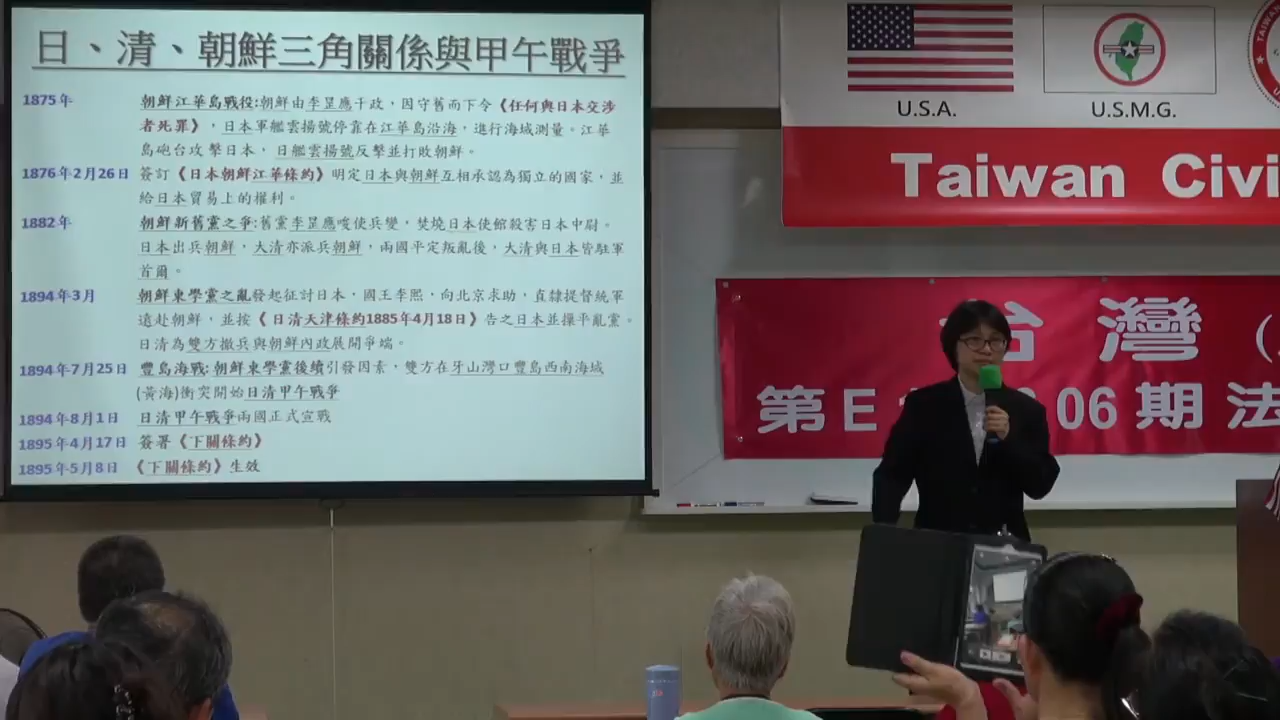 日、清、朝鮮三角關係與甲午戰爭
1875年 朝鮮江華島戰役:朝鮮由李昰應干政,因守舊而下令《任何與日本交涉
者死罪》,日本軍艦雲揚號停靠在江華島沿海,進行海域測量。江華
島砲台攻擊日本,日艦雲揚號反擊並打敗朝鮮。
1876年2月26日 簽訂《日本朝鮮江華條約》明定日本與朝鮮互相承認為獨立的國家,並
給日本貿易上的權利。
1882年 朝鮮新舊黨之爭:舊黨李昰應唆使兵變,焚燒日本使館殺害日本中尉。
日本出兵朝鮮,大清亦派兵朝鮮,兩國平定叛亂後,大清與日本皆駐軍
首爾。
1894年3月 朝鮮東學黨之亂發起征討日本,國王李熙,向北京求助,直隸提督統軍
遠赴朝鮮,並按《日清天津條約1885年4月18日》告之日本並操平亂黨。
日清為雙方撤兵與朝鮮內政展開爭端。
1894年7月25日 豐島海戰:朝鮮東學黨後續引發因素,雙方在牙山灣口豐島西南海域
(黃海)衝突開始日清甲午戰爭
1894年8月1日 日清甲午戰爭兩國正式宣戰
1895年4月17日 簽署《下關條約》
1895年5月8日 《下關條約》生效
U.S.A.
U.S.M.G.
TAIWAN
Taiwan Civi
台灣(
第E 06期法